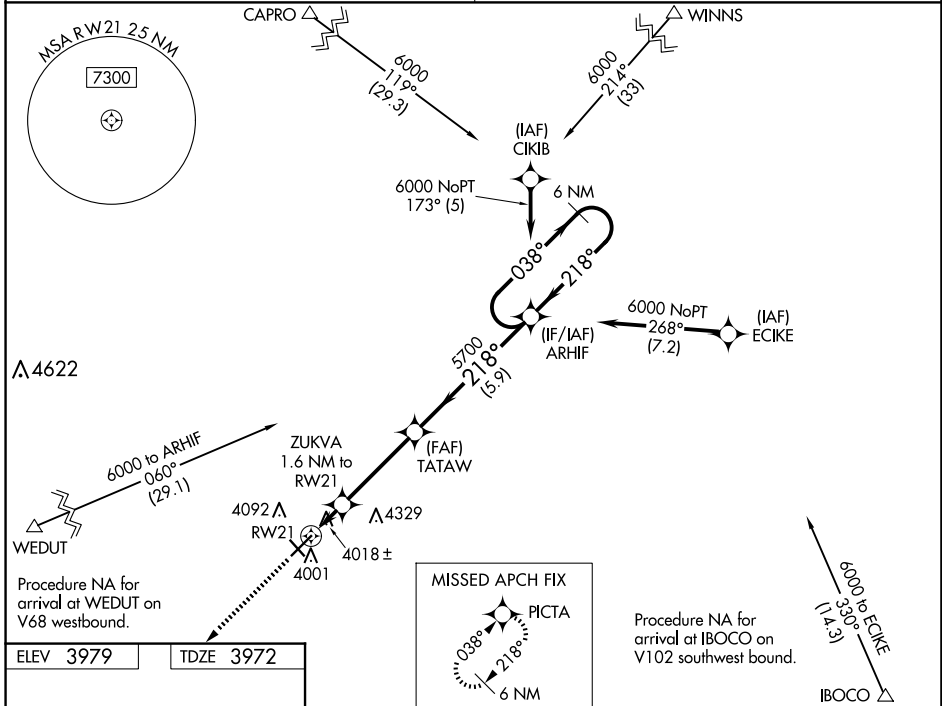 CAPRO
WINNS
MSA RW21 25 NM
7300
6000
119°
(29.3)
6000
214°
(33)
(IAF)
CIKIB
6000 NoPT
173° (5)
6 NM
038°
218°
6000 NoPT
268°
(7.2)
(IAF)
ECIKE
(IF/IAF)
ARHIF
5700
218°
(5.9)
4622
(FAF)
TATAW
6000 to ARHIF
060°
(29.1)
ZUKVA
1.6 NM to
RW21
4092
4329
RW21
4018 ±
4001
WEDUT
Procedure NA for
arrival at WEDUT on
V68 westbound.
MISSED APCH FIX
PICTA
038°
218°
6 NM
Procedure NA for
arrival at IBOCO on
V102 southwest bound.
6000 to ECIKE
330°
(14.3)
IBOCO
ELEV 3979
TDZE 3972